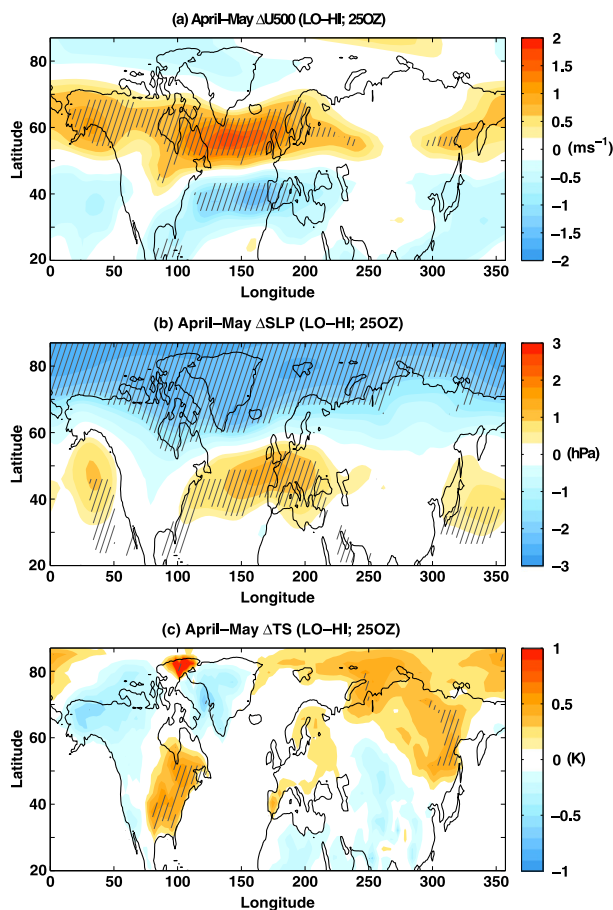 (a) April–May ΔU500 (LO–HI; 25OZ)
Latitude
80
60
40
20
0 50 100 150 200 250 300 350
Longitude
2
1.5
1
0.5
0 (ms⁻¹)
−0.5
−1
−1.5
−2
(b) April–May ΔSLP (LO–HI; 25OZ)
Latitude
80
60
40
20
0 50 100 150 200 250 300 350
Longitude
3
2
1
0 (hPa)
−1
−2
−3
(c) April–May ΔTS (LO–HI; 25OZ)
Latitude
80
60
40
20
0 50 100 150 200 250 300 350
Longitude
1
0.5
0 (K)
−0.5
−1